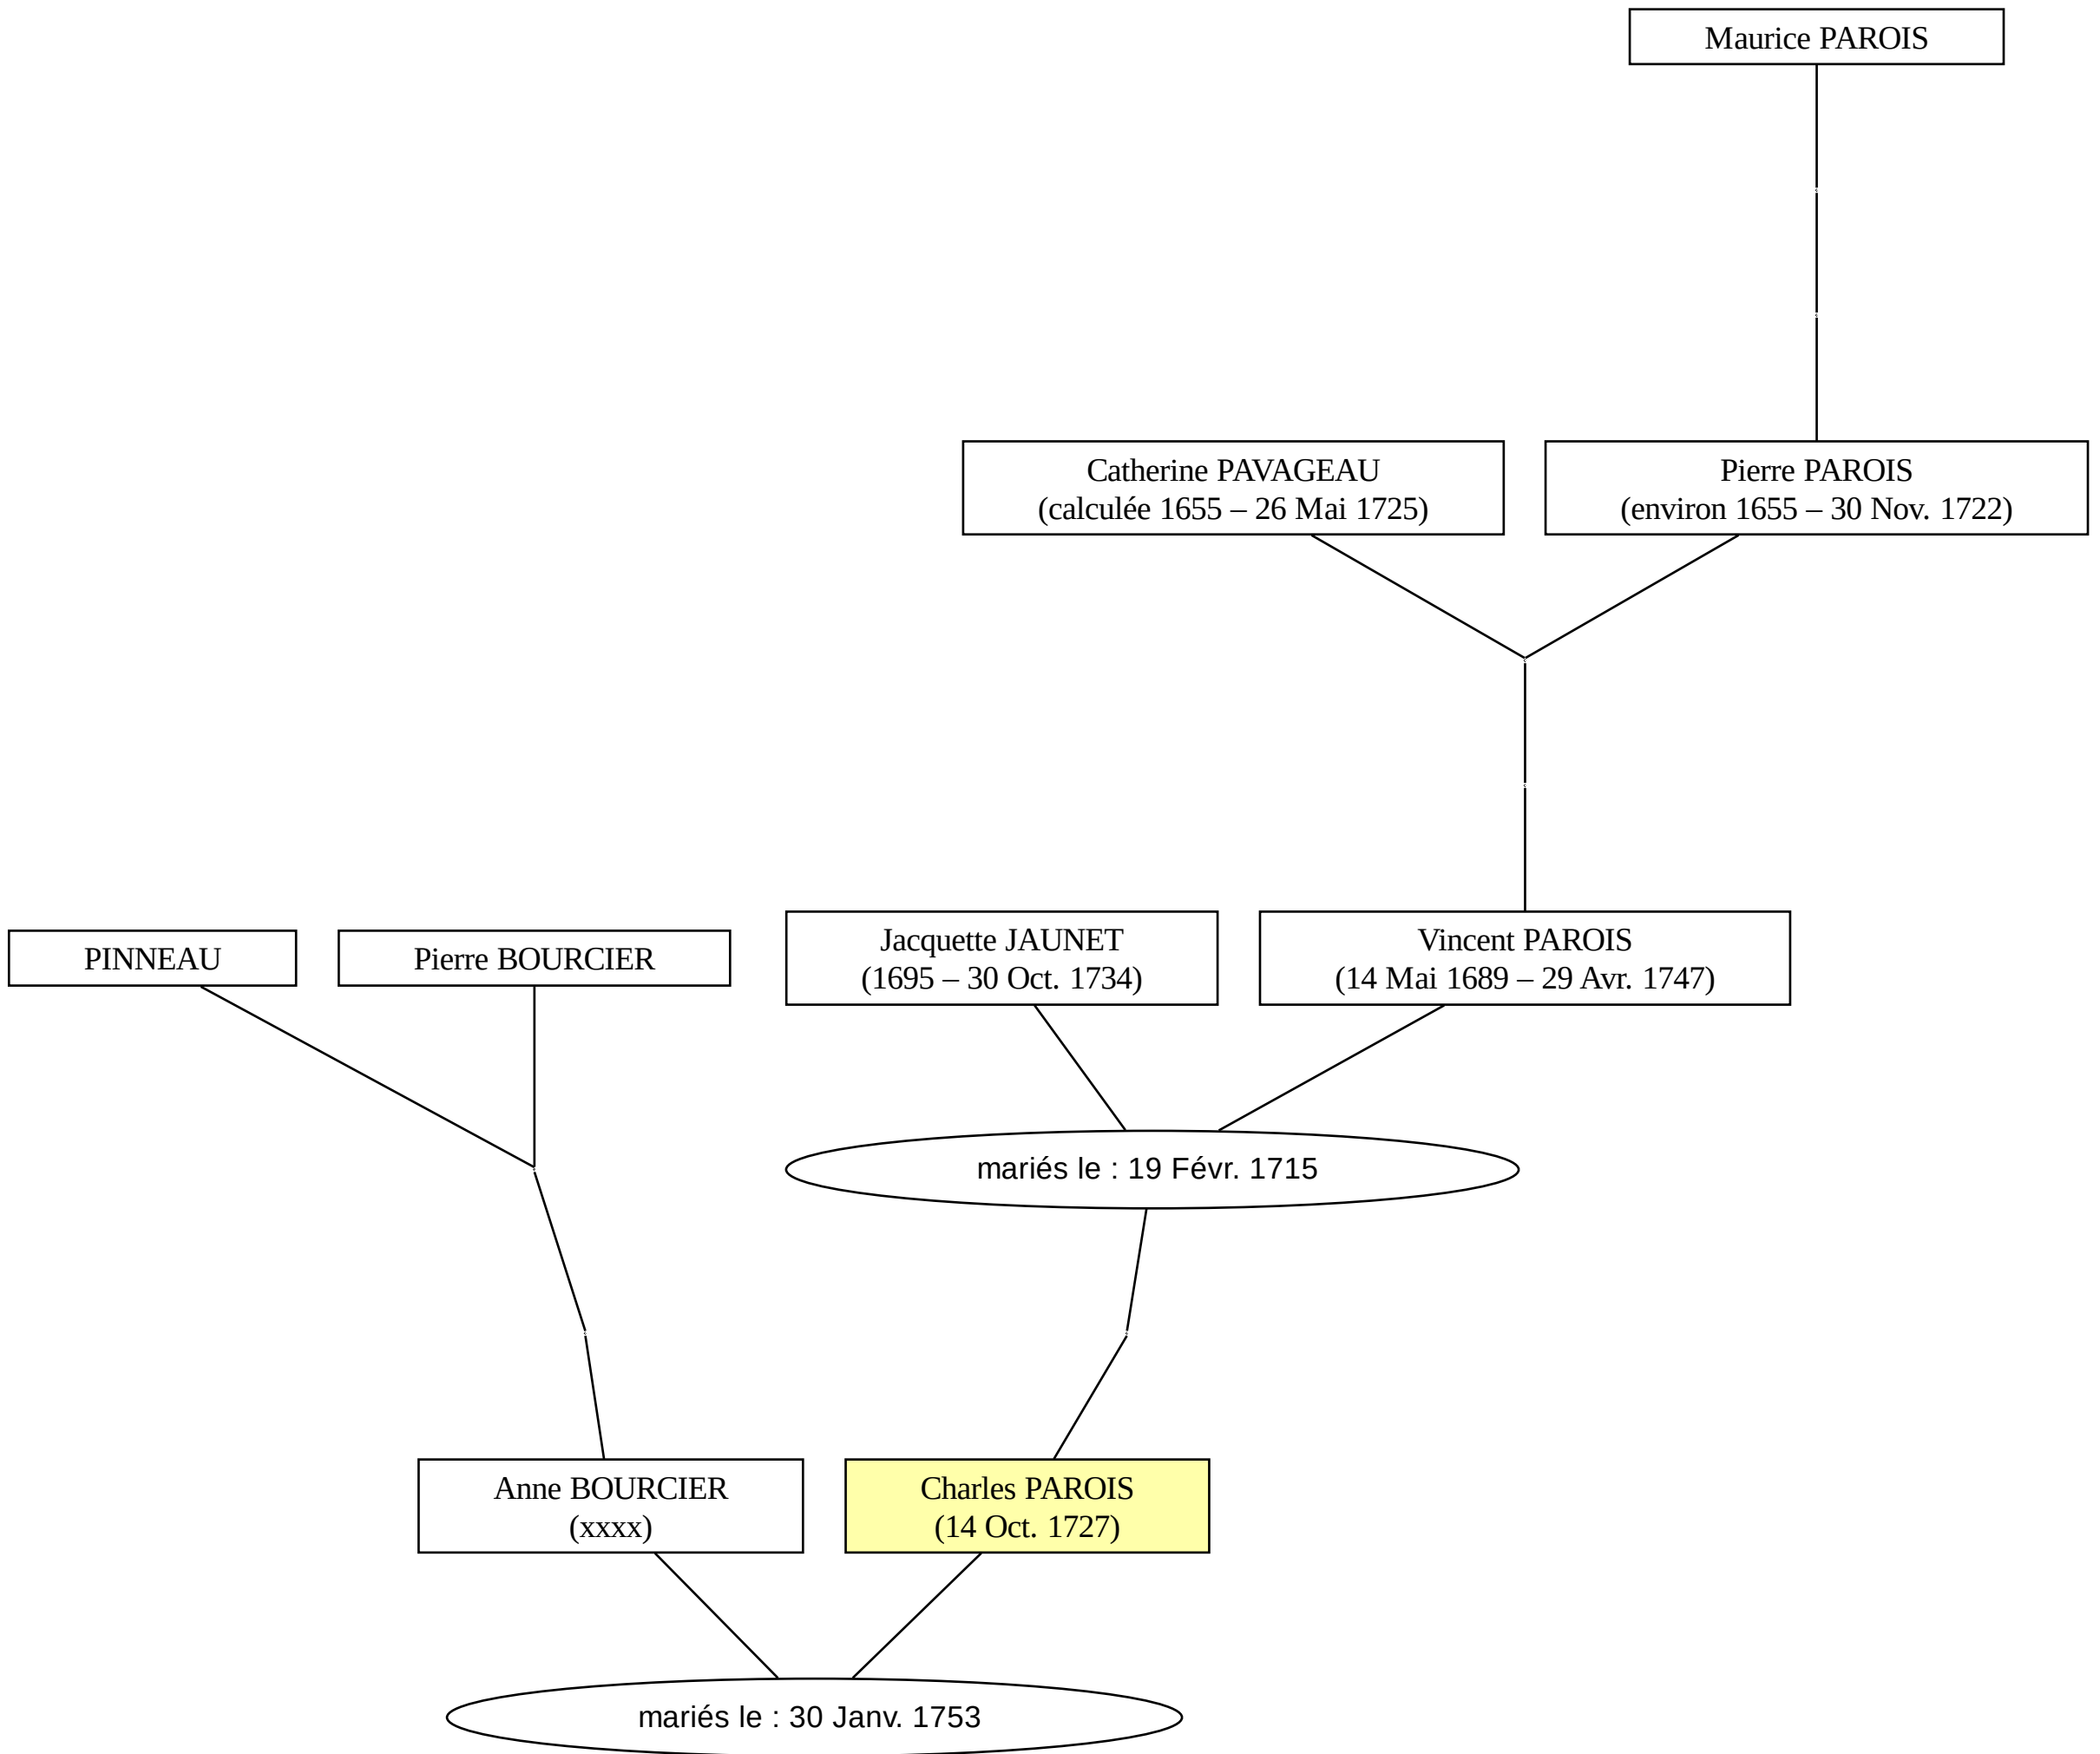 Maurice PAROIS
Catherine PAVAGEAU
(calculée 1655 – 26 Mai 1725)
Pierre PAROIS
(environ 1655 – 30 Nov. 1722)
PINNEAU
Pierre BOURCIER
Jacquette JAUNET
(1695 – 30 Oct. 1734)
Vincent PAROIS
(14 Mai 1689 – 29 Avr. 1747)
mariés le : 19 Févr. 1715
Anne BOURCIER
(xxxx)
Charles PAROIS
(14 Oct. 1727)
mariés le : 30 Janv. 1753